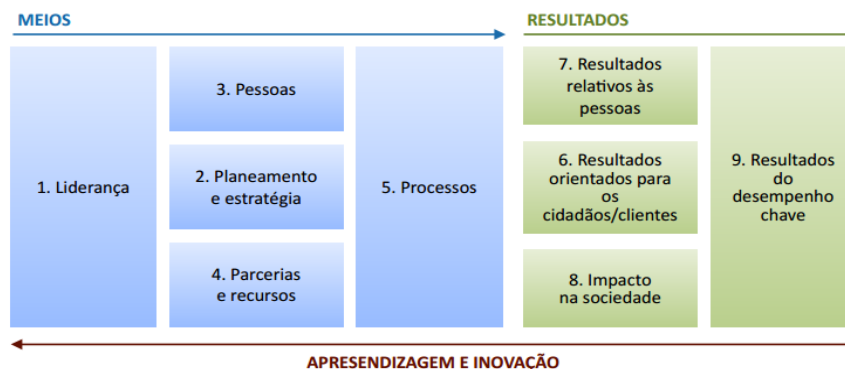 MEIOS
RESULTADOS
1. Liderança
3. Pessoas
2. Planeamento
e estratégia
4. Parcerias
e recursos
5. Processos
7. Resultados
relativos às
pessoas
6. Resultados
orientados para
os
cidadãos/clientes
8. Impacto
na sociedade
9. Resultados
do
desempenho
chave
APRESENDIZAGEM E INOVAÇÃO